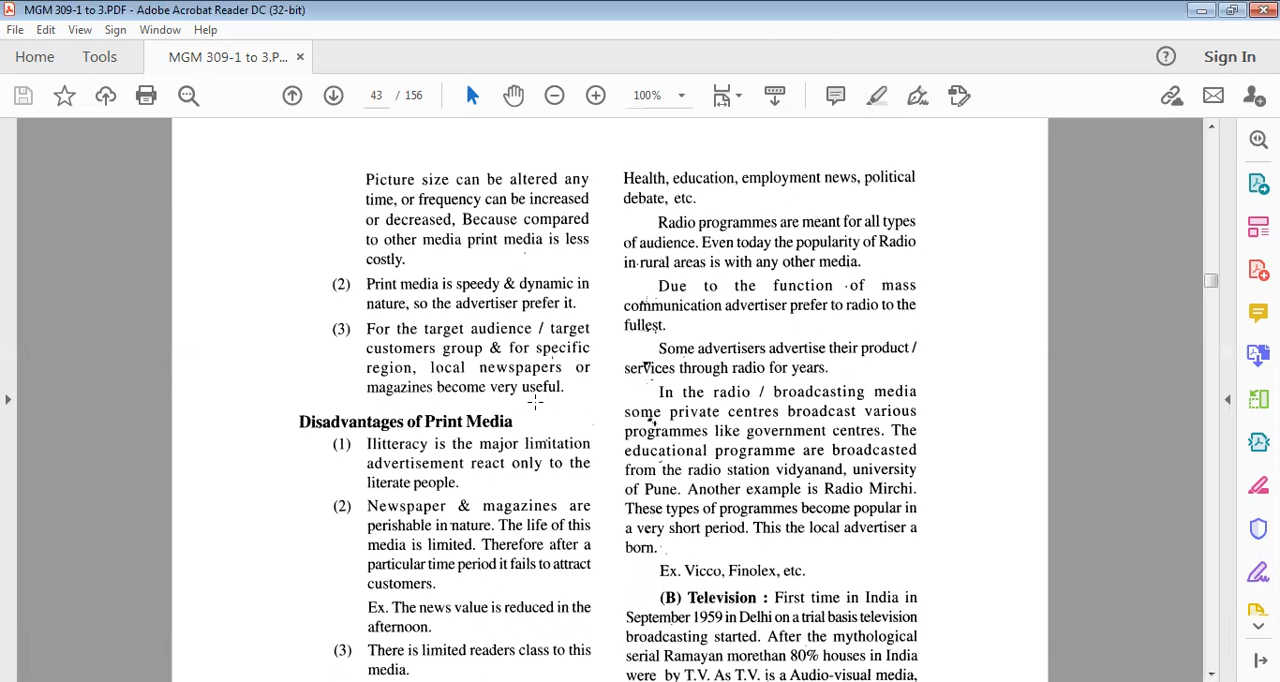 MGM 309-1 to 3.PDF - Adobe Acrobat Reader DC (32-bit)
File Edit View Sign Window Help
Home Tools MGM 309-1 to 3.P... × Sign In
43 / 156 100%
Picture size can be altered any
time, or frequency can be increased
or decreased, Because compared
to other media print media is less
costly.
(2) Print media is speedy & dynamic in
nature, so the advertiser prefer it.
(3) For the target audience / target
customers group & for specific
region, local newspapers or
magazines become very useful.
Disadvantages of Print Media
(1) Ilitteracy is the major limitation
advertisement react only to the
literate people.
(2) Newspaper & magazines are
perishable in nature. The life of this
media is limited. Therefore after a
particular time period it fails to attract
customers.
Ex. The news value is reduced in the
afternoon.
(3) There is limited readers class to this
media.
Health, education, employment news, political
debate, etc.
Radio programmes are meant for all types
of audience. Even today the popularity of Radio
in rural areas is with any other media.
Due to the function of mass
communication advertiser prefer to radio to the
fullest.
Some advertisers advertise their product /
services through radio for years.
In the radio / broadcasting media
some private centres broadcast various
programmes like government centres. The
educational programme are broadcasted
from the radio station vidyanand, university
of Pune. Another example is Radio Mirchi.
These types of programmes become popular in
a very short period. This the local advertiser a
born.
Ex. Vicco, Finolex, etc.
(B) Television : First time in India in
September 1959 in Delhi on a trial basis television
broadcasting started. After the mythological
serial Ramayan morethan 80% houses in India
were by T.V. As T.V. is a Audio-visual media,